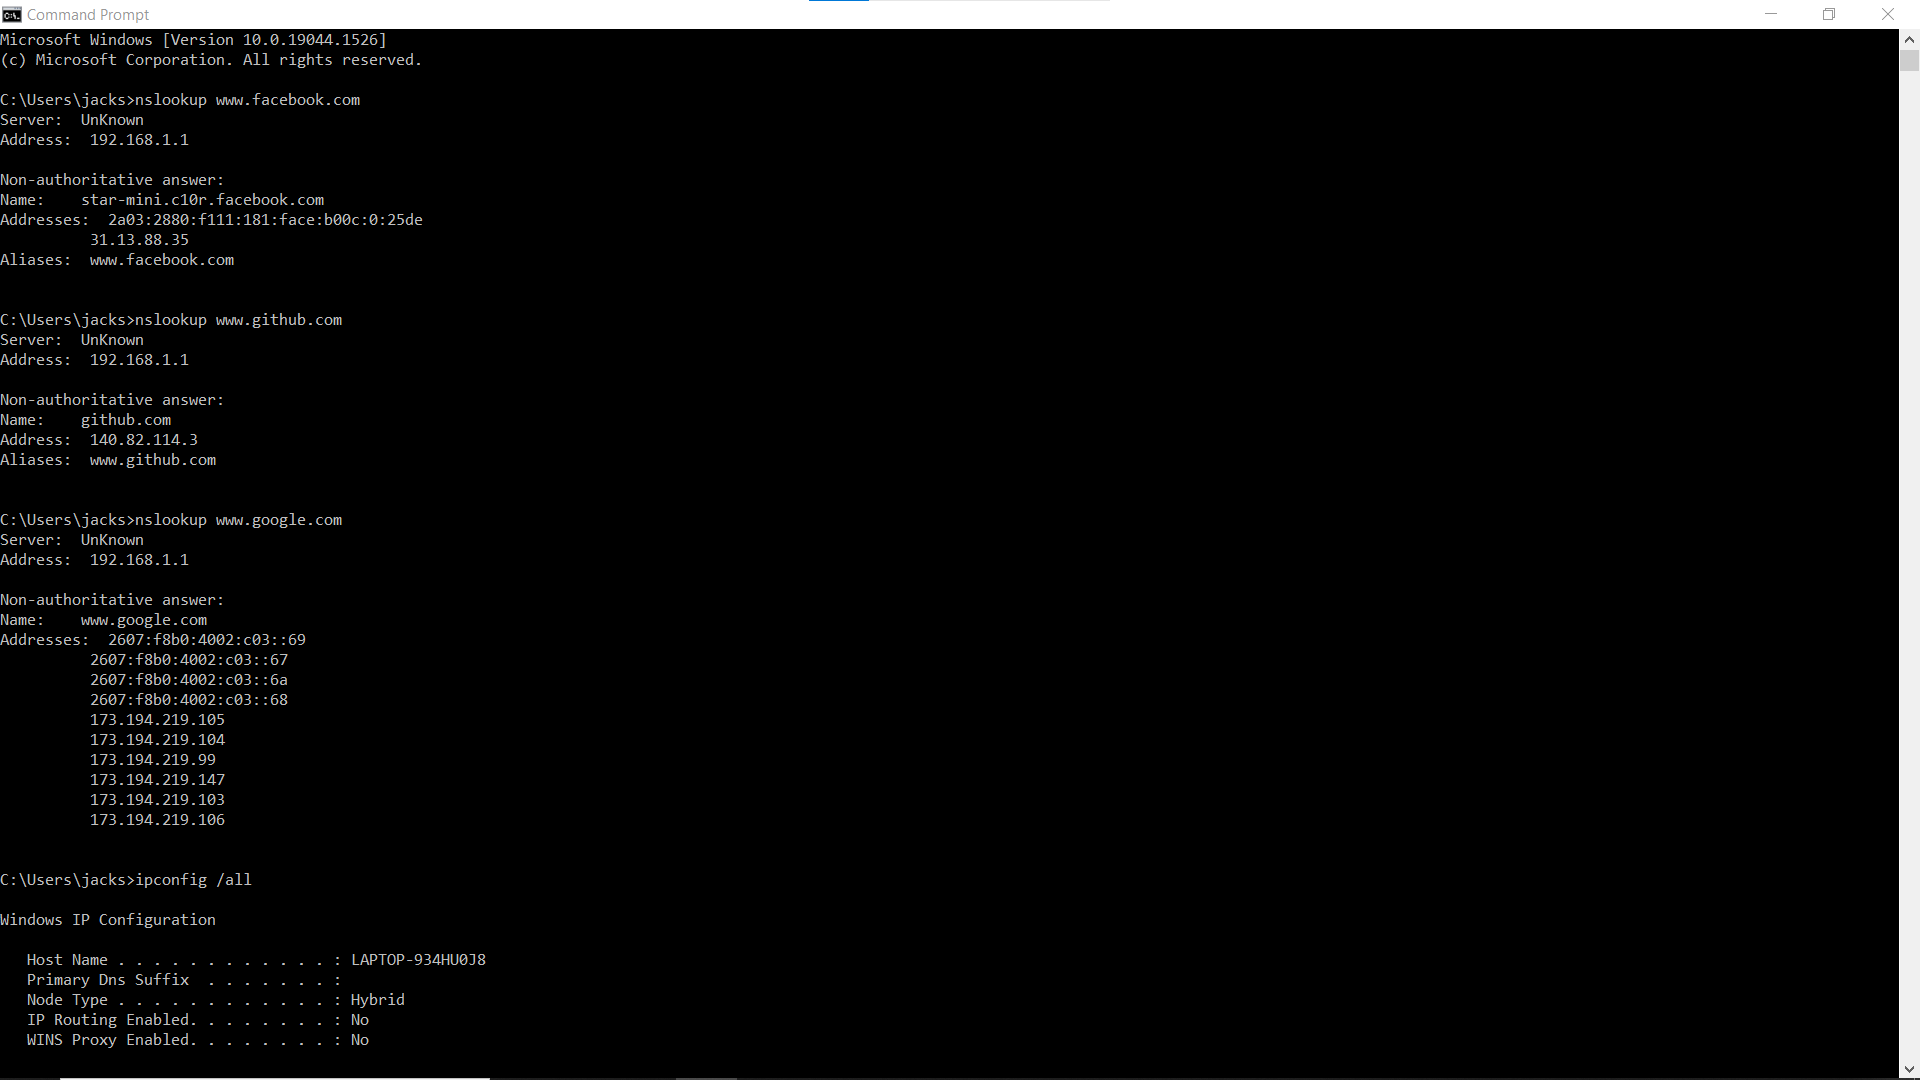 Command Prompt
Microsoft Windows [Version 10.0.19044.1526]
(c) Microsoft Corporation. All rights reserved.
C:\Users\jacks>nslookup www.facebook.com
Server:  UnKnown
Address:  192.168.1.1
Non-authoritative answer:
Name:    star-mini.c10r.facebook.com
Addresses:  2a03:2880:f111:181:face:b00c:0:25de
          31.13.88.35
Aliases:  www.facebook.com
C:\Users\jacks>nslookup www.github.com
Server:  UnKnown
Address:  192.168.1.1
Non-authoritative answer:
Name:    github.com
Address:  140.82.114.3
Aliases:  www.github.com
C:\Users\jacks>nslookup www.google.com
Server:  UnKnown
Address:  192.168.1.1
Non-authoritative answer:
Name:    www.google.com
Addresses:  2607:f8b0:4002:c03::69
          2607:f8b0:4002:c03::67
          2607:f8b0:4002:c03::6a
          2607:f8b0:4002:c03::68
          173.194.219.105
          173.194.219.104
          173.194.219.99
          173.194.219.147
          173.194.219.103
          173.194.219.106
C:\Users\jacks>ipconfig /all
Windows IP Configuration
   Host Name . . . . . . . . . . . . : LAPTOP-934HU0J8
   Primary Dns Suffix  . . . . . . . :
   Node Type . . . . . . . . . . . . : Hybrid
   IP Routing Enabled. . . . . . . . : No
   WINS Proxy Enabled. . . . . . . . : No